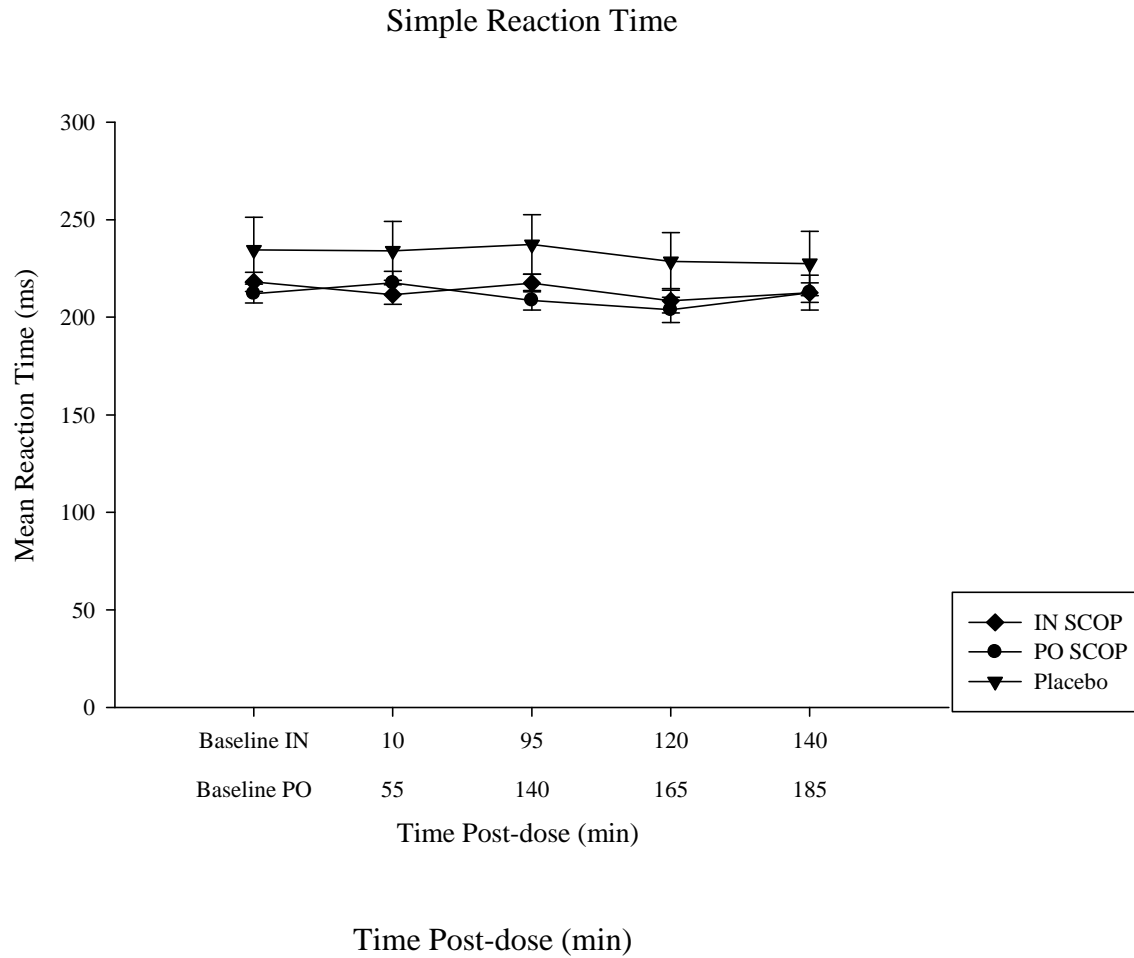 Simple Reaction Time
300
250
200
150
100
50
0
Mean Reaction Time (ms)
IN SCOP
PO SCOP
Placebo
Baseline IN 10 95 120 140
Baseline PO 55 140 165 185
Time Post-dose (min)
Time Post-dose (min)